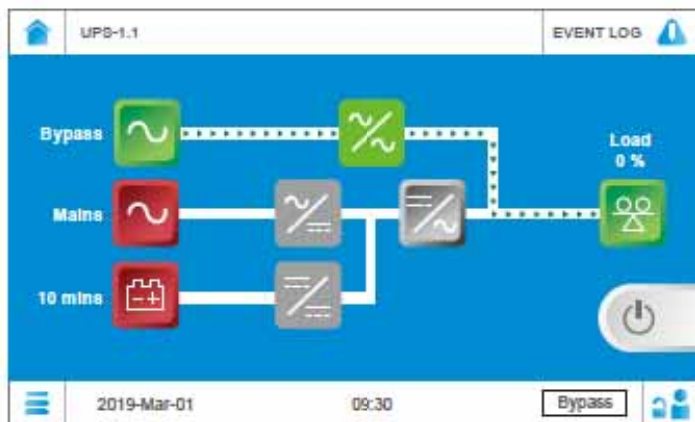 UPS-1.1
EVENT LOG
Bypass
Load
0 %
Mains
10 mins
2019-Mar-01
09:30
Bypass